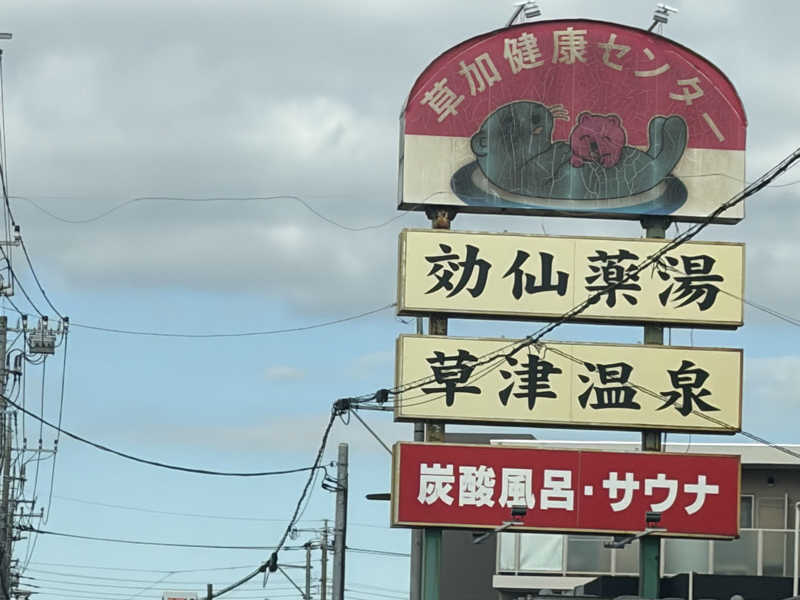 草加健康センター
効仙薬湯
草津温泉
炭酸風呂・サウナ